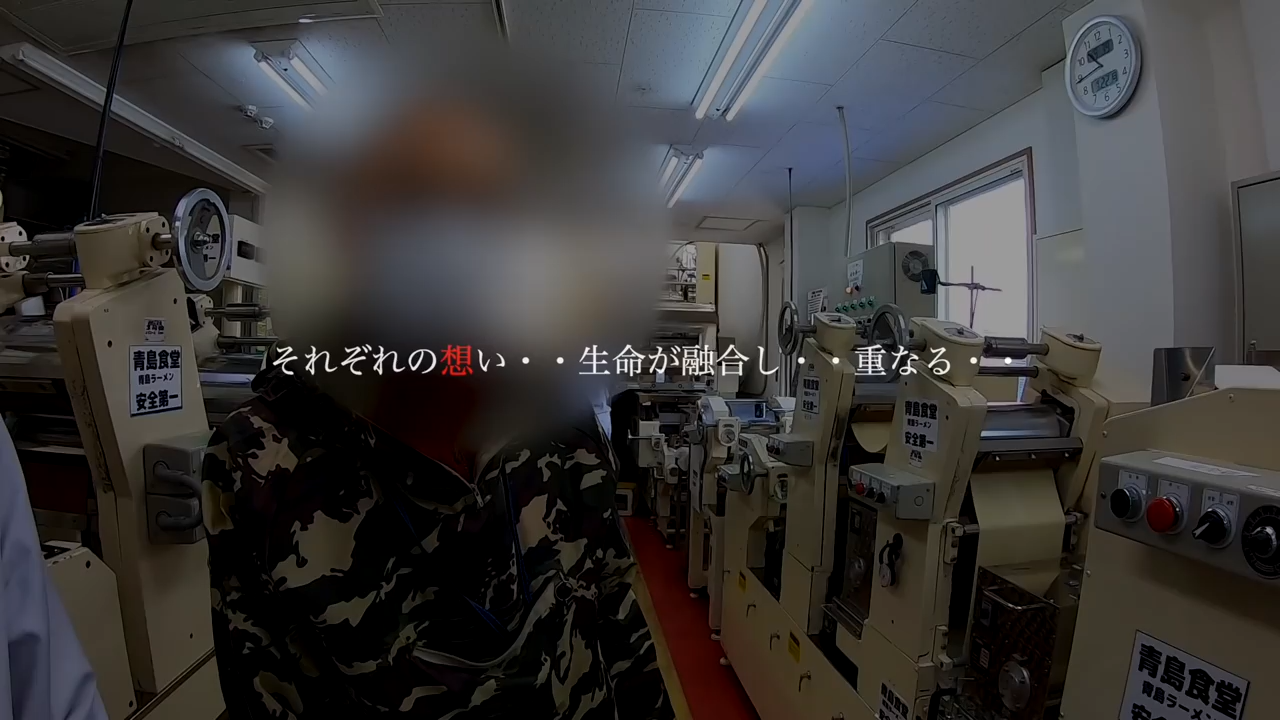 それぞれの想い・・生命が融合し・・重なる・・
青島食堂
青島ラーメン
安全第一
青島食堂
青島ラーメン
安全第一
青島食堂
青島ラーメン